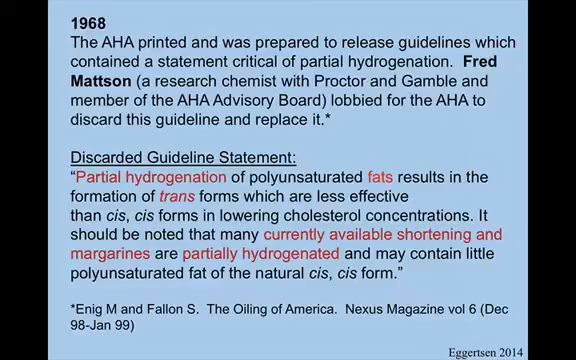 1968
The AHA printed and was prepared to release guidelines which
contained a statement critical of partial hydrogenation. Fred
Mattson (a research chemist with Proctor and Gamble and
member of the AHA Advisory Board) lobbied for the AHA to
discard this guideline and replace it.*
Discarded Guideline Statement:
“Partial hydrogenation of polyunsaturated fats results in the
formation of trans forms which are less effective
than cis, cis forms in lowering cholesterol concentrations. It
should be noted that many currently available shortening and
margarines are partially hydrogenated and may contain little
polyunsaturated fat of the natural cis, cis form.”
*Enig M and Fallon S. The Oiling of America. Nexus Magazine vol 6 (Dec
98-Jan 99)
Eggertsen 2014